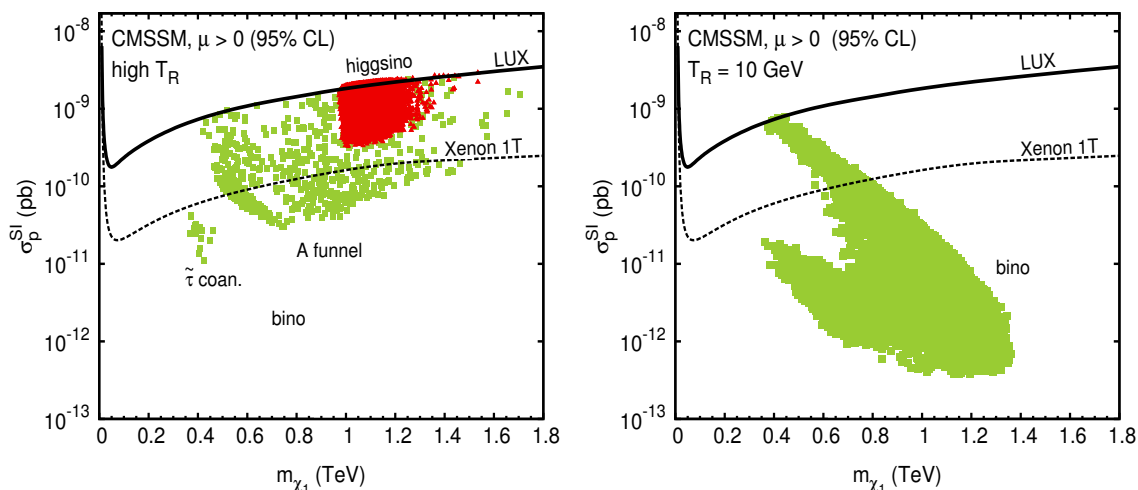 CMSSM, μ > 0 (95% CL)
high T_R
higgsino
LUX
Xenon 1T
A funnel
τ̃ coan.
bino
10^-8
10^-9
10^-10
10^-11
10^-12
10^-13
σ_p^SI (pb)
0 0.2 0.4 0.6 0.8 1 1.2 1.4 1.6 1.8
m_χ₁ (TeV)
CMSSM, μ > 0 (95% CL)
T_R = 10 GeV
LUX
Xenon 1T
bino
10^-8
10^-9
10^-10
10^-11
10^-12
10^-13
σ_p^SI (pb)
0 0.2 0.4 0.6 0.8 1 1.2 1.4 1.6 1.8
m_χ₁ (TeV)